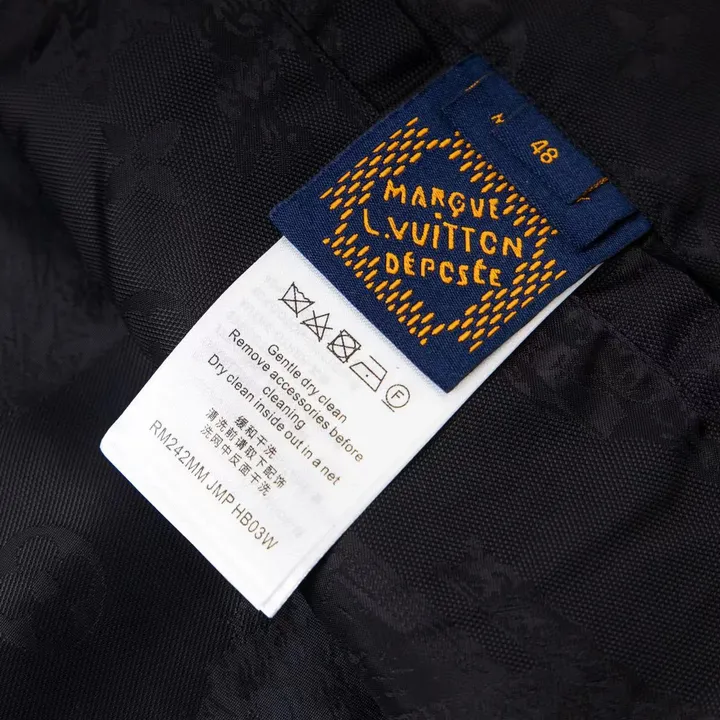 48
MARQUE
L.VUITTON
DÉPOSÉE
Gentle dry clean
Remove accessories before
cleaning
Dry clean inside out in a net
缓和干洗
清洗前请取下配饰
洗网中反面干洗
RM242MM JMP HB03W